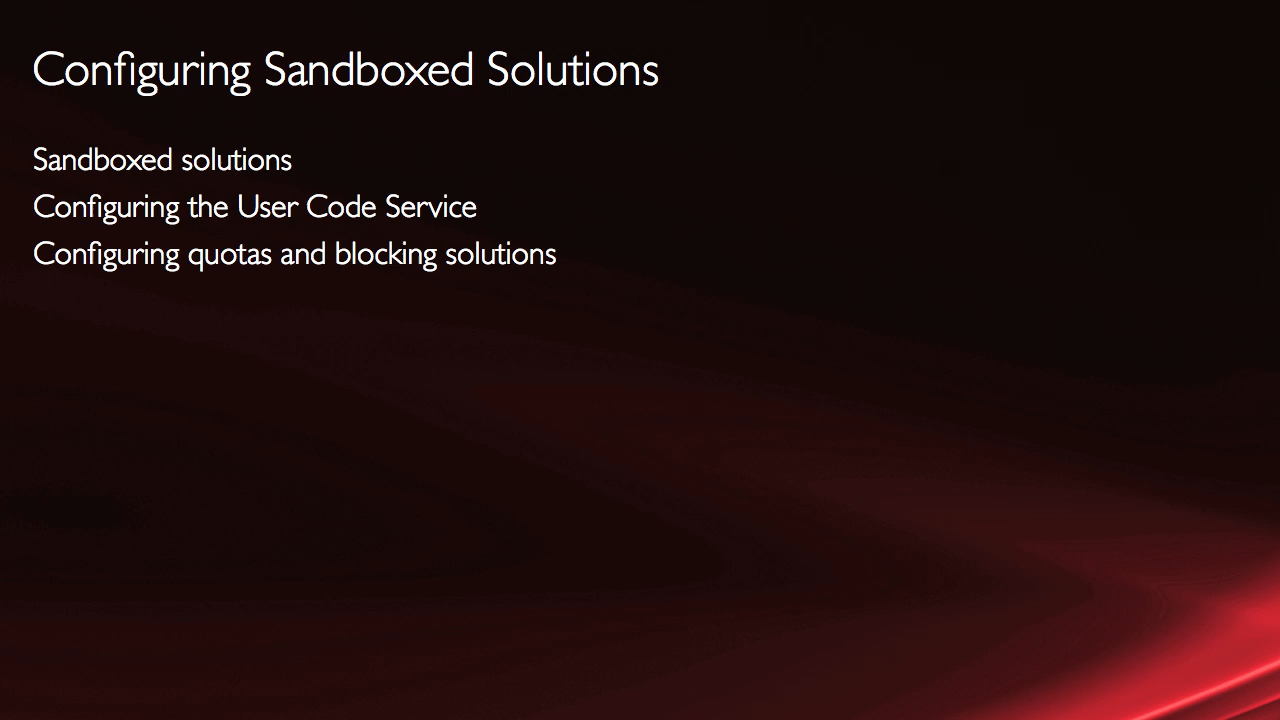 Configuring Sandboxed Solutions
Sandboxed solutions
Configuring the User Code Service
Configuring quotas and blocking solutions